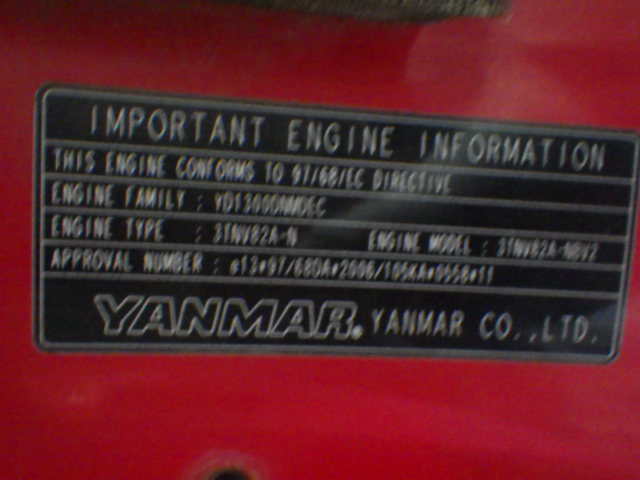 IMPORTANT ENGINE INFORMATION
THIS ENGINE CONFORMS TO 97/68/EC DIRECTIVE
ENGINE FAMILY :
ENGINE TYPE : 3TNV82A-N ENGINE MODEL : 3TNV82A-NBV2
APPROVAL NUMBER : e13*97/68DA*2006/105KA*0558*11
YANMAR. YANMAR CO.,LTD.